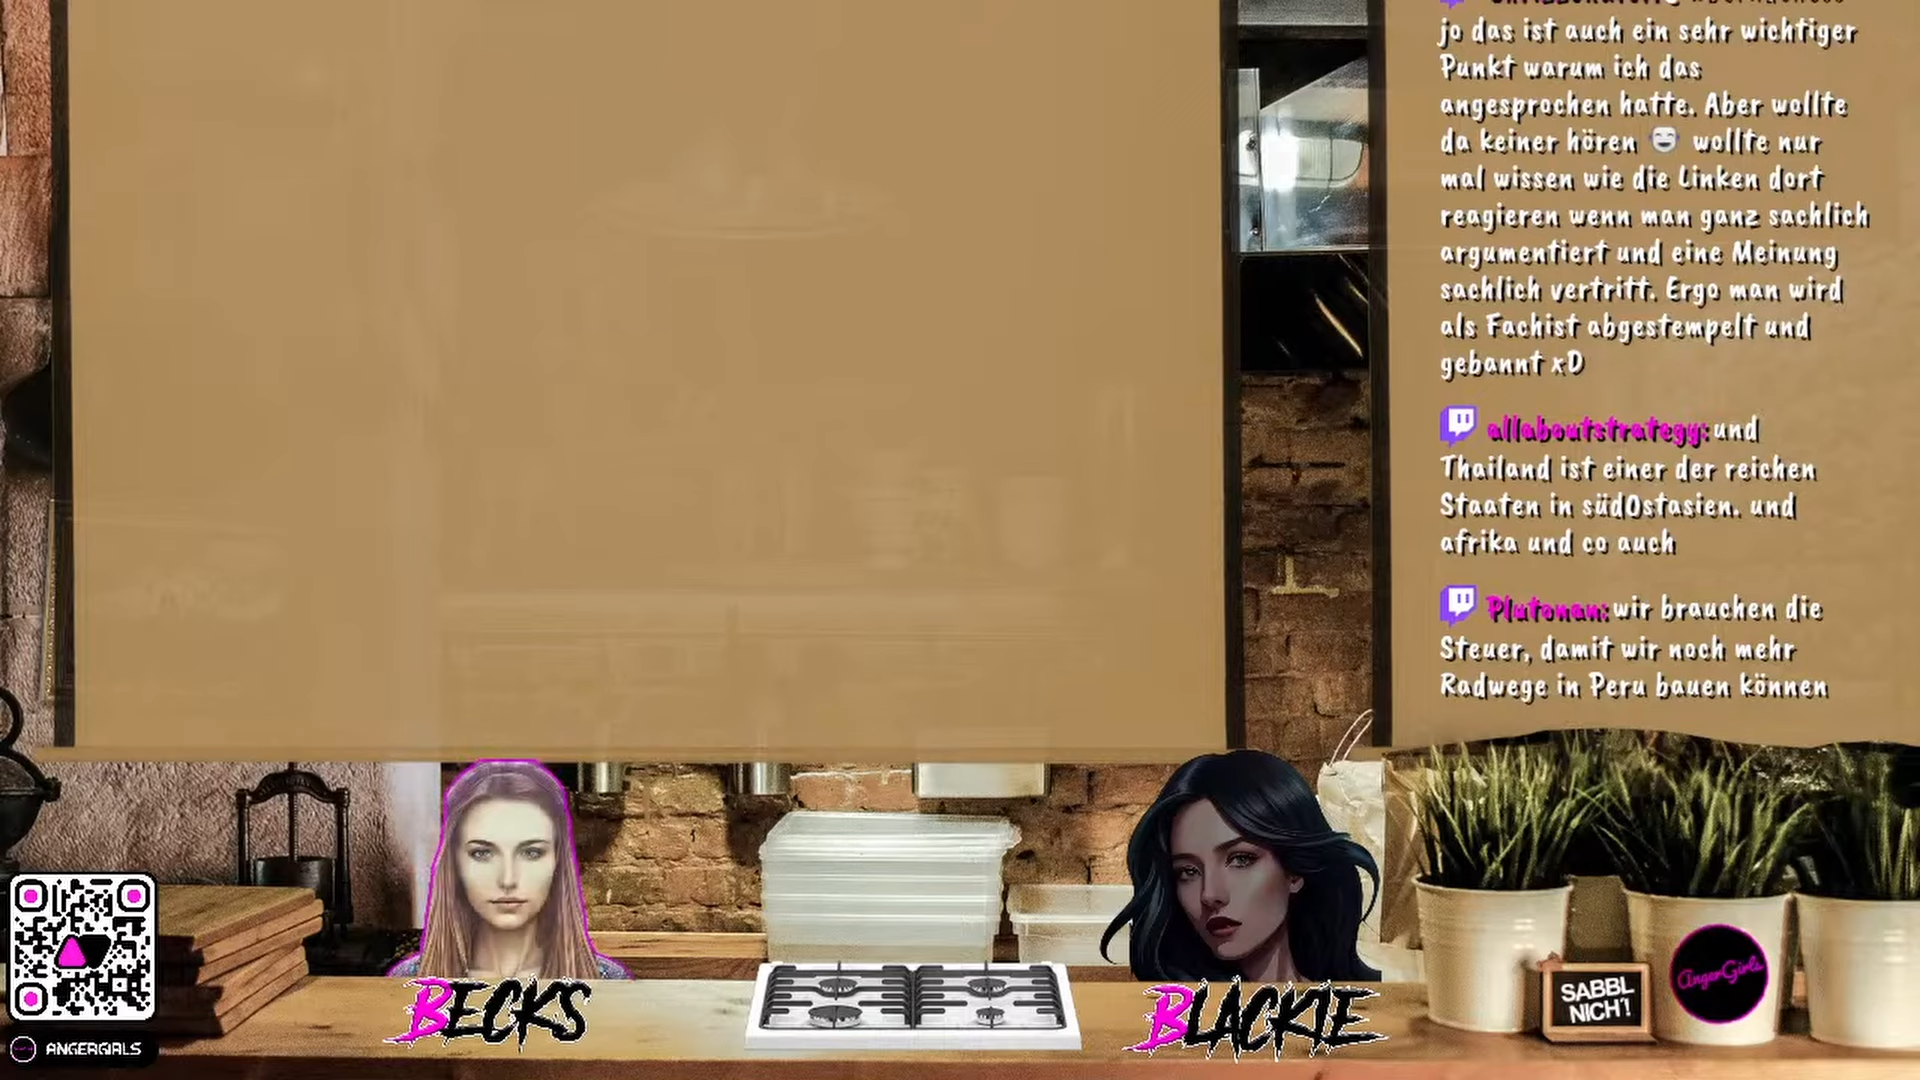 jo das ist auch ein sehr wichtiger
Punkt warum ich das
angesprochen hatte. Aber wollte
da keiner hören wollte nur
mal wissen wie die Linken dort
reagieren wenn man ganz sachlich
argumentiert und eine Meinung
sachlich vertritt. Ergo man wird
als Fachist abgestempelt und
gebannt xD
allaboutstrategy: und
Thailand ist einer der reichen
Staaten in südOstasien. und
afrika und co auch
Plutonan: wir brauchen die
Steuer, damit wir noch mehr
Radwege in Peru bauen können
BECKS
BLACKIE
SABBL
NICH'!
AngerGirls
ANGERGIRLS